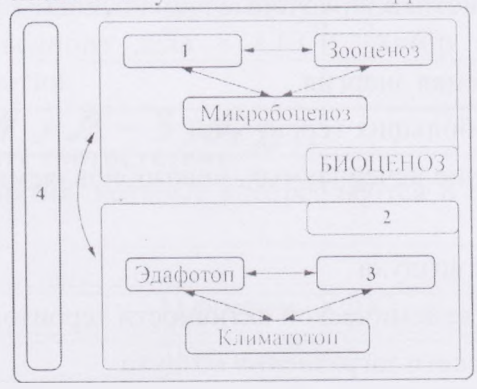 1
Зооценоз
Микробоценоз
БИОЦЕНОЗ
4
2
Эдафотоп
3
Климатотоп